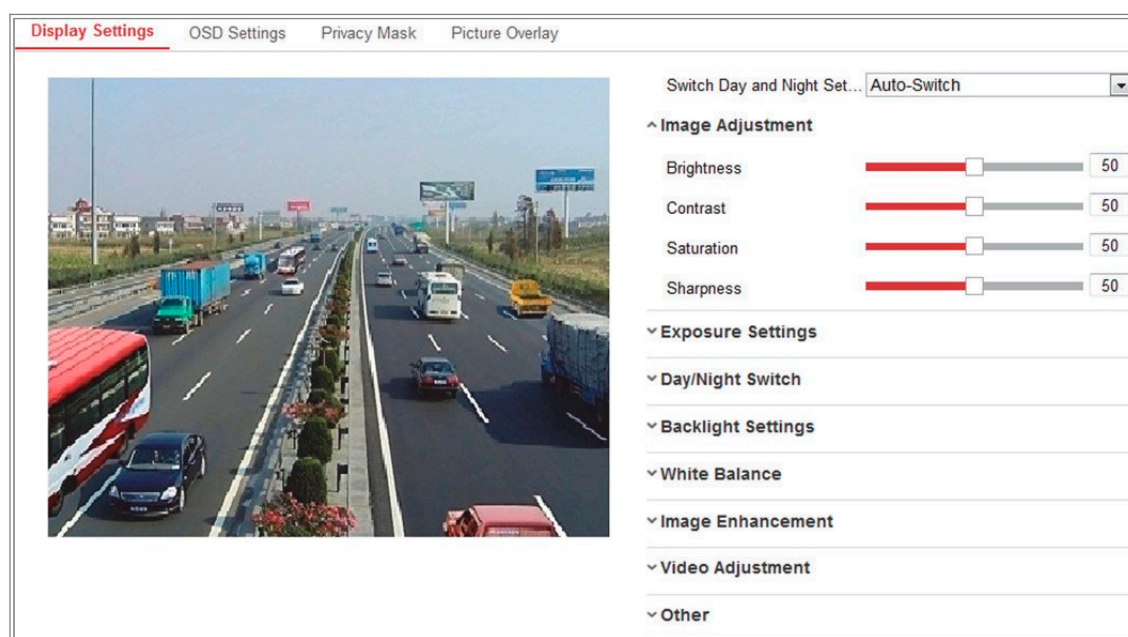 Display Settings OSD Settings Privacy Mask Picture Overlay
Switch Day and Night Set... Auto-Switch
Image Adjustment
Brightness 50
Contrast 50
Saturation 50
Sharpness 50
Exposure Settings
Day/Night Switch
Backlight Settings
White Balance
Image Enhancement
Video Adjustment
Other